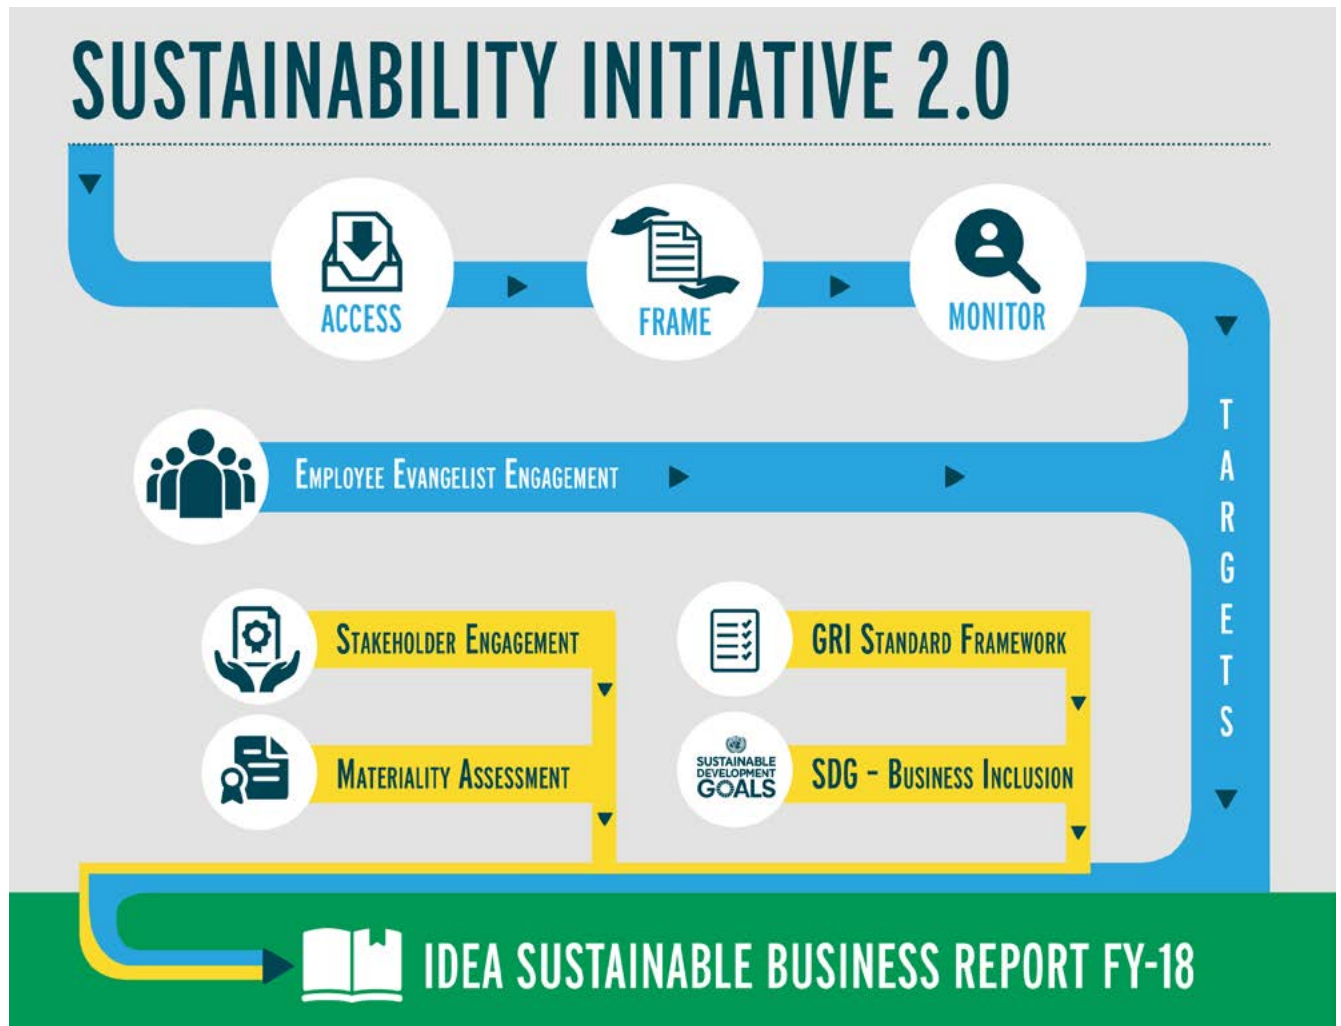 SUSTAINABILITY INITIATIVE 2.0
ACCESS
FRAME
MONITOR
TARGETS
EMPLOYEE EVANGELIST ENGAGEMENT
STAKEHOLDER ENGAGEMENT
GRI STANDARD FRAMEWORK
MATERIALITY ASSESSMENT
SUSTAINABLE
DEVELOPMENT
GOALS
SDG - BUSINESS INCLUSION
IDEA SUSTAINABLE BUSINESS REPORT FY-18